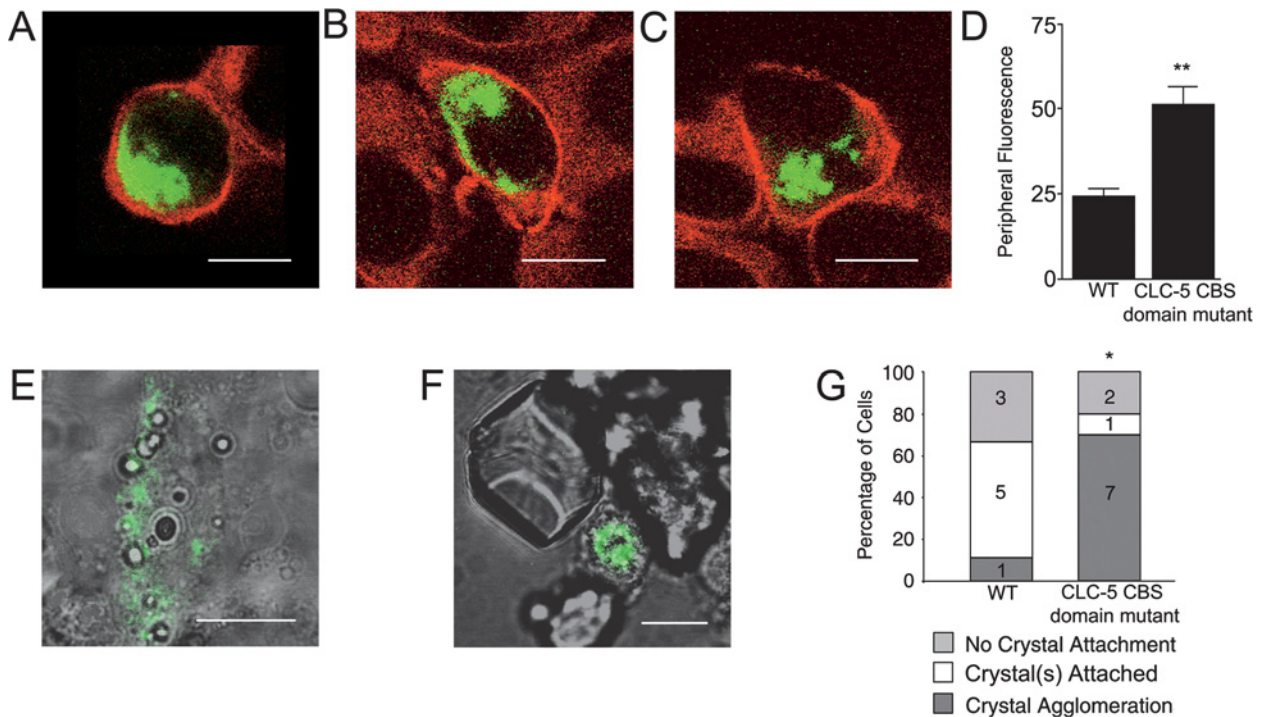 A
B
C
D
Peripheral Fluorescence
75
50
25
0
**
WT
CLC-5 CBS
domain mutant
E
F
G
Percentage of Cells
100
80
60
40
20
0
*
3
5
1
2
1
7
WT
CLC-5 CBS
domain mutant
No Crystal Attachment
Crystal(s) Attached
Crystal Agglomeration